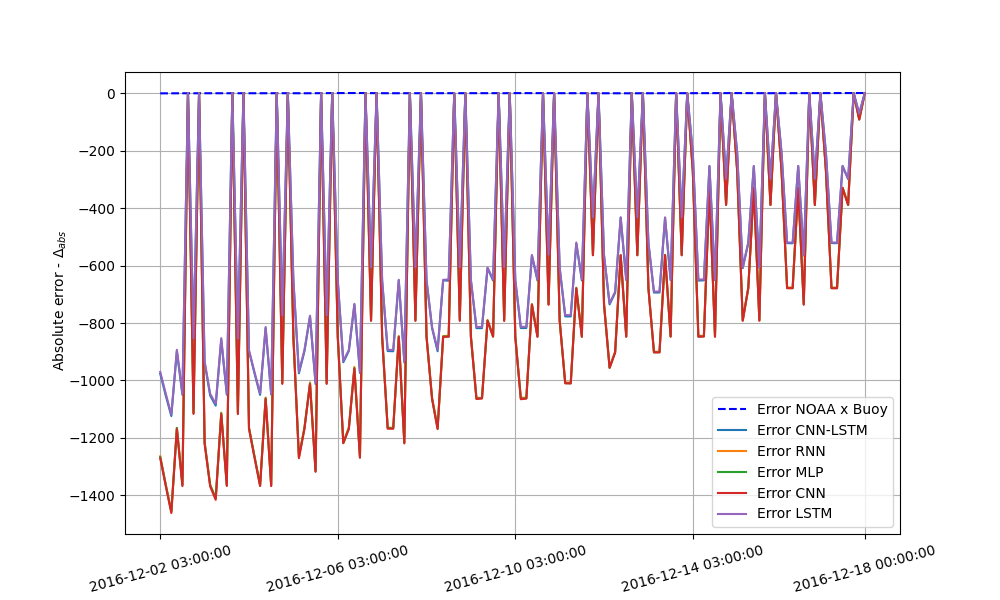 0
−200
−400
−600
−800
−1000
−1200
−1400
Absolute error - Δabs
Error NOAA x Buoy
Error CNN-LSTM
Error RNN
Error MLP
Error CNN
Error LSTM
2016-12-02 03:00:00
2016-12-06 03:00:00
2016-12-10 03:00:00
2016-12-14 03:00:00
2016-12-18 00:00:00